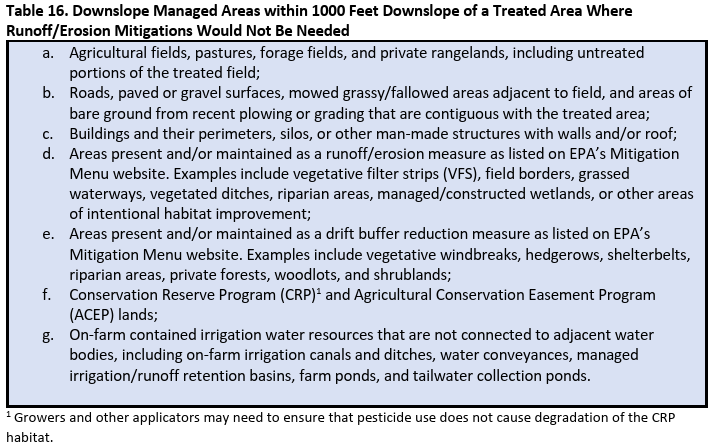 Table 16. Downslope Managed Areas within 1000 Feet Downslope of a Treated Area Where
Runoff/Erosion Mitigations Would Not Be Needed
a. Agricultural fields, pastures, forage fields, and private rangelands, including untreated
portions of the treated field;
b. Roads, paved or gravel surfaces, mowed grassy/fallowed areas adjacent to field, and areas of
bare ground from recent plowing or grading that are contiguous with the treated area;
c. Buildings and their perimeters, silos, or other man-made structures with walls and/or roof;
d. Areas present and/or maintained as a runoff/erosion measure as listed on EPA’s Mitigation
Menu website. Examples include vegetative filter strips (VFS), field borders, grassed
waterways, vegetated ditches, riparian areas, managed/constructed wetlands, or other areas
of intentional habitat improvement;
e. Areas present and/or maintained as a drift buffer reduction measure as listed on EPA’s
Mitigation Menu website. Examples include vegetative windbreaks, hedgerows, shelterbelts,
riparian areas, private forests, woodlots, and shrublands;
f. Conservation Reserve Program (CRP)¹ and Agricultural Conservation Easement Program
(ACEP) lands;
g. On-farm contained irrigation water resources that are not connected to adjacent water
bodies, including on-farm irrigation canals and ditches, water conveyances, managed
irrigation/runoff retention basins, farm ponds, and tailwater collection ponds.
¹ Growers and other applicators may need to ensure that pesticide use does not cause degradation of the CRP
habitat.